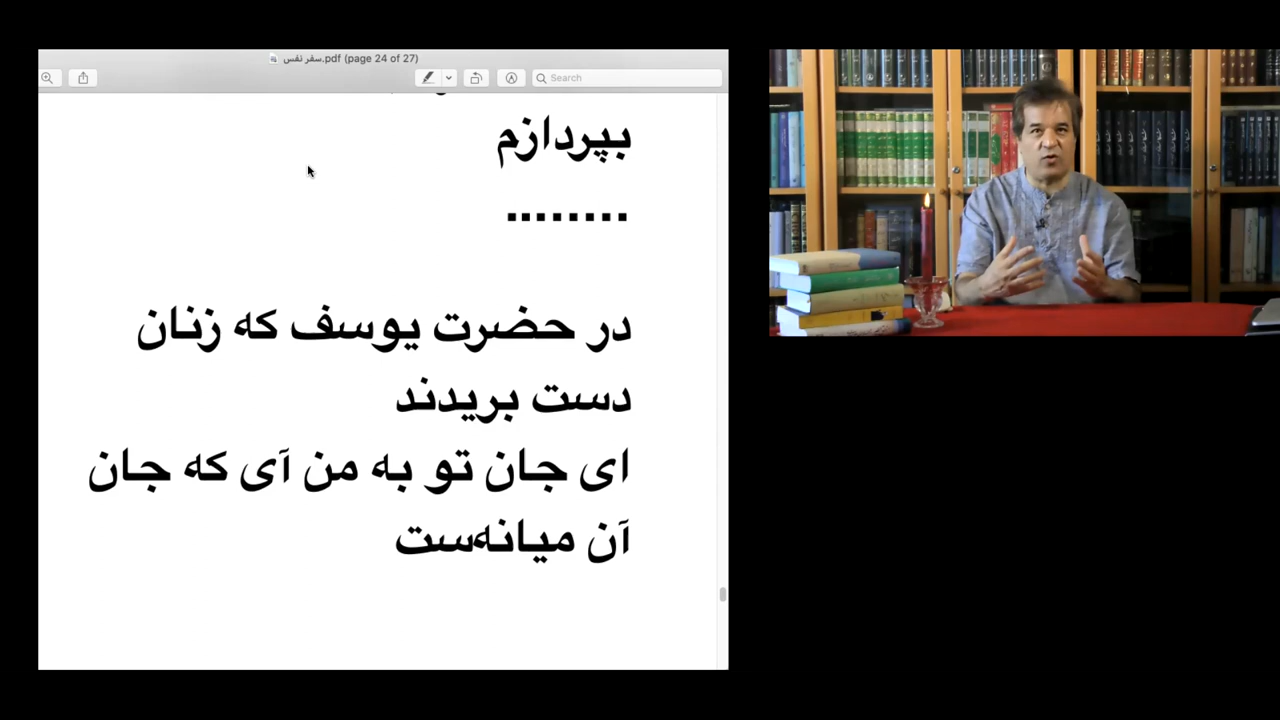 سفر نفس.pdf (page 24 of 27)
Search
بپردازم
........
در حضرت یوسف که زنان
دست بریدند
ای جان تو به من آی که جان
آن میانه‌ست